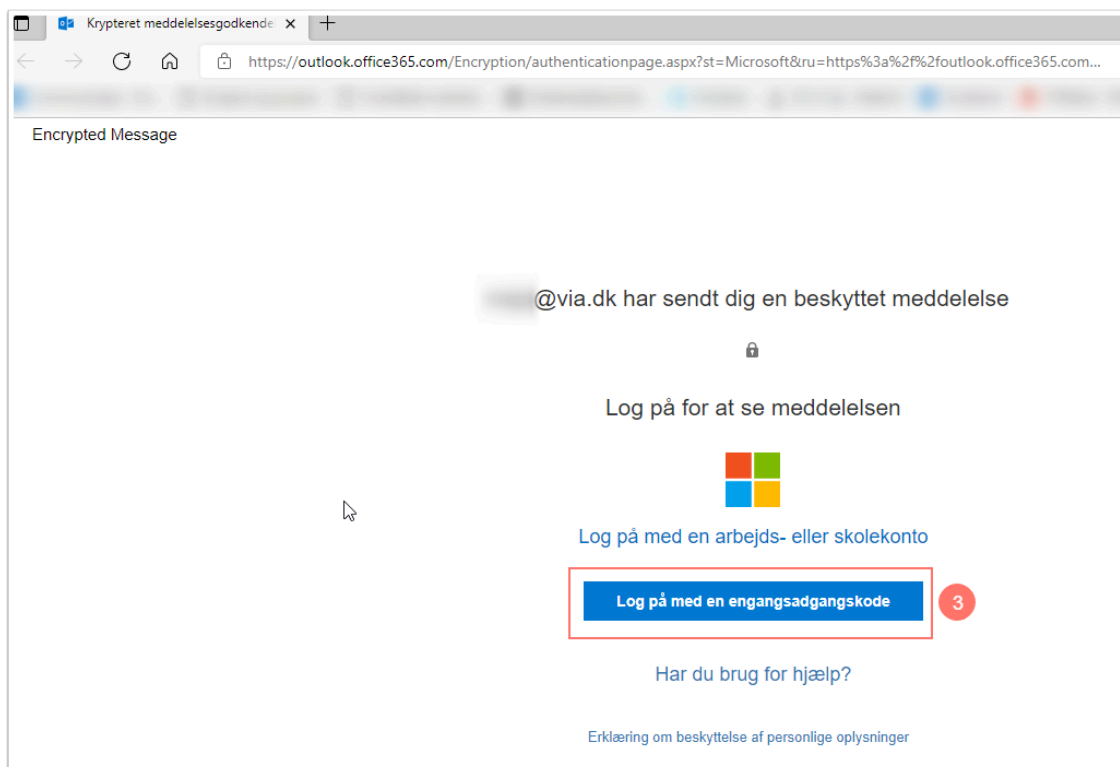 Krypteret meddelelsesgodkende
https://outlook.office365.com/Encryption/authenticationpage.aspx?st=Microsoft&ru=https%3a%2f%2foutlook.office365.com...
Encrypted Message
@via.dk har sendt dig en beskyttet meddelelse
Log på for at se meddelelsen
Log på med en arbejds- eller skolekonto
Log på med en engangsadgangskode
3
Har du brug for hjælp?
Erklæring om beskyttelse af personlige oplysninger